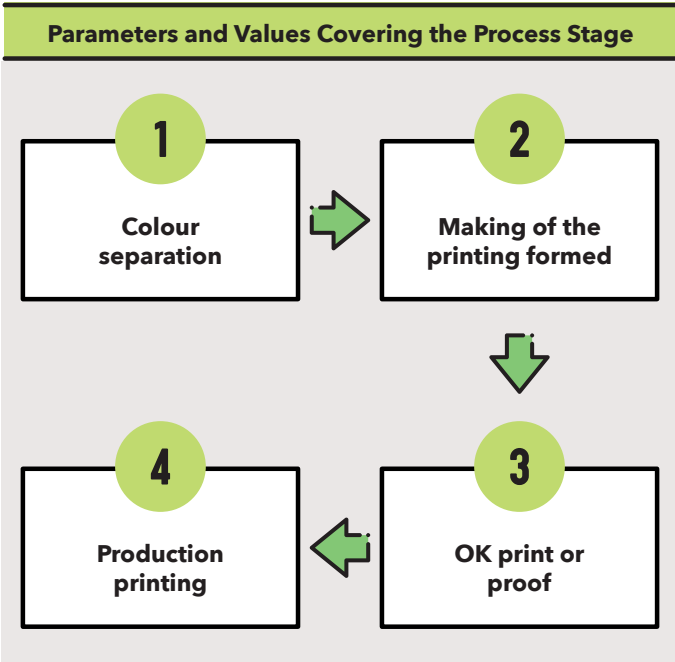 Parameters and Values Covering the Process Stage
1
Colour
separation
2
Making of the
printing formed
3
OK print or
proof
4
Production
printing